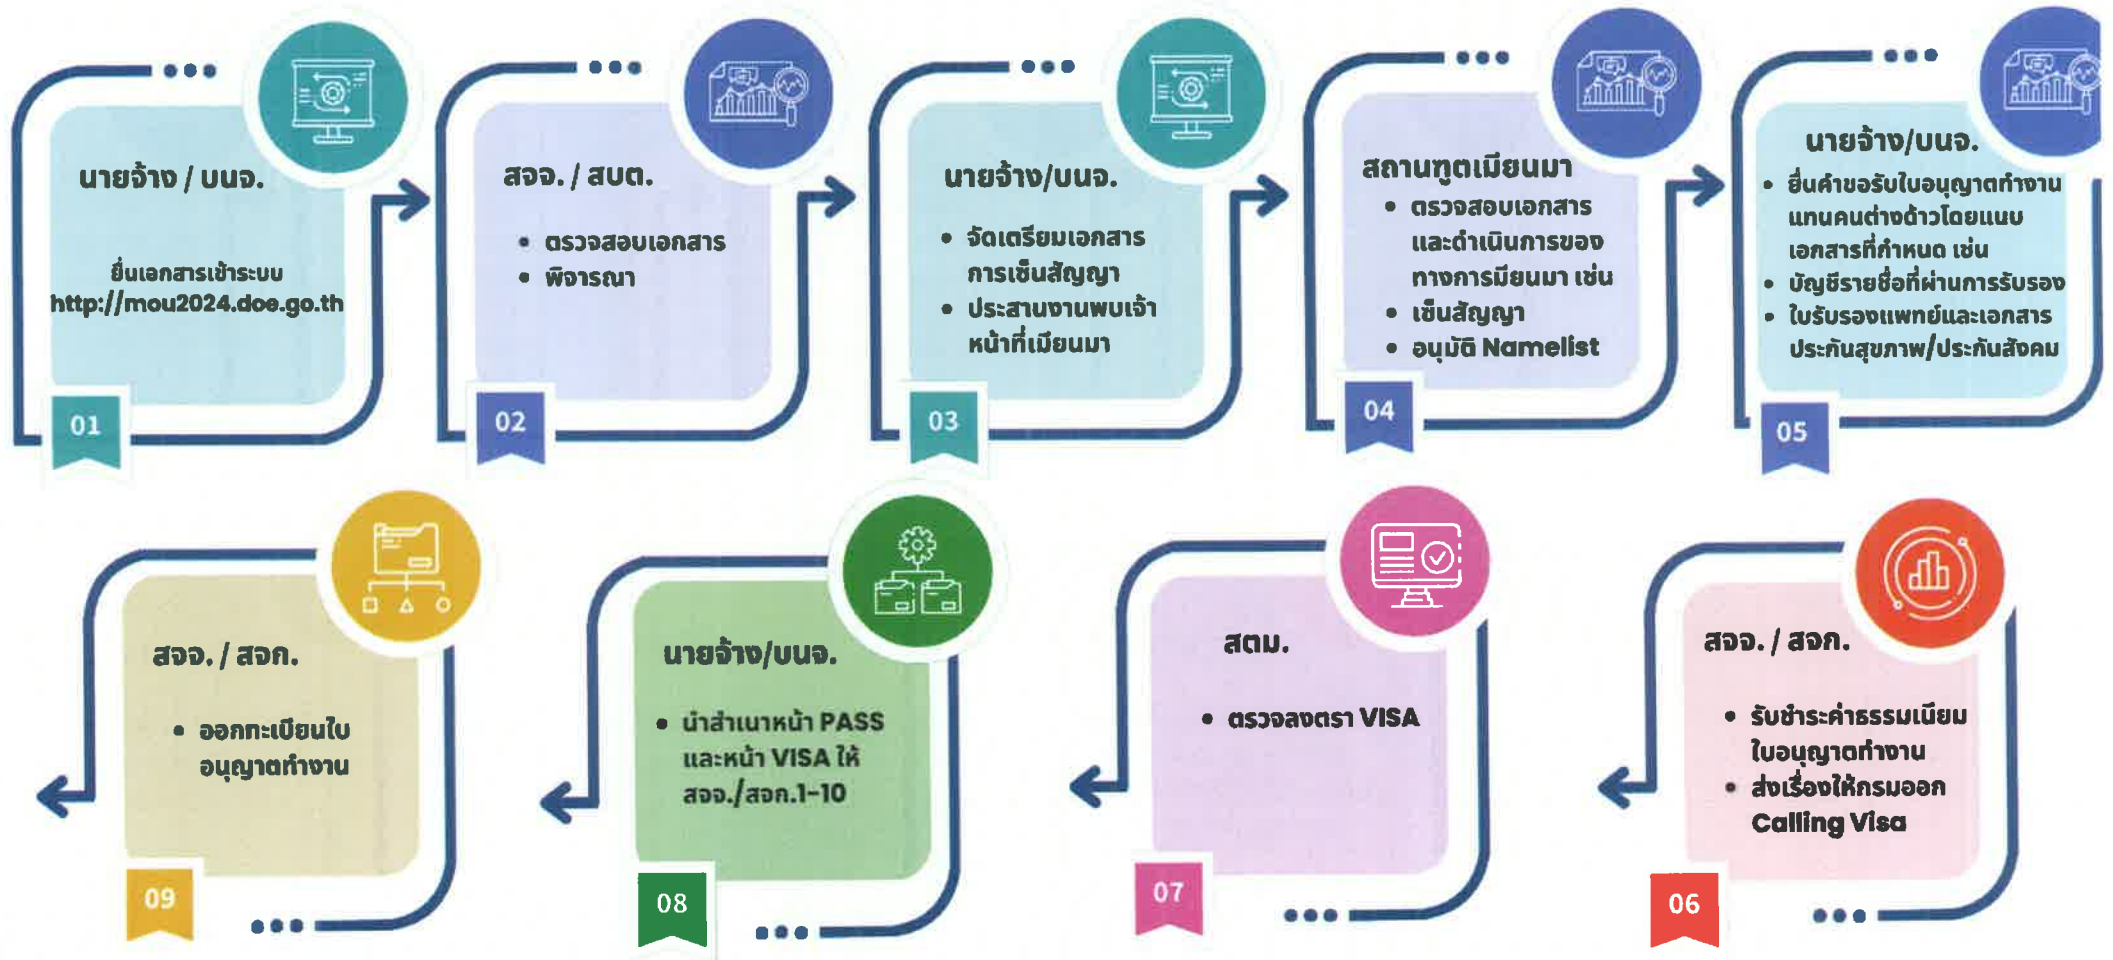 นายจ้าง / บนจ.
ยื่นเอกสารเข้าระบบ
http://mou2024.doe.go.th
01
สจจ. / สบต.
• ตรวจสอบเอกสาร
• พิจารณา
02
นายจ้าง/บนจ.
• จัดเตรียมเอกสาร
การเซ็นสัญญา
• ประสานงานพบเจ้า
หน้าที่เมียนมา
03
สถานทูตเมียนมา
• ตรวจสอบเอกสาร
และดำเนินการของ
ทางการมียนมา เช่น
• เซ็นสัญญา
• อนุมัติ Namelist
04
นายจ้าง/บนจ.
• ยื่นคำขอรับใบอนุญาตทำงาน
แทนคนต่างด้าวโดยแนบ
เอกสารที่กำหนด เช่น
• บัญชีรายชื่อที่ผ่านการรับรอง
• ใบรับรองแพทย์และเอกสาร
ประกันสุขภาพ/ประกันสังคม
05
สจจ. / สจก.
• รับชำระค่าธรรมเนียม
ใบอนุญาตทำงาน
• ส่งเรื่องให้กรมออก
Calling Visa
06
สตม.
• ตรวจลงตรา VISA
07
นายจ้าง/บนจ.
• นำสำเนาหน้า PASS
และหน้า VISA ให้
สจจ./สจก.1-10
08
สจจ. / สจก.
• ออกทะเบียนใบ
อนุญาตทำงาน
09